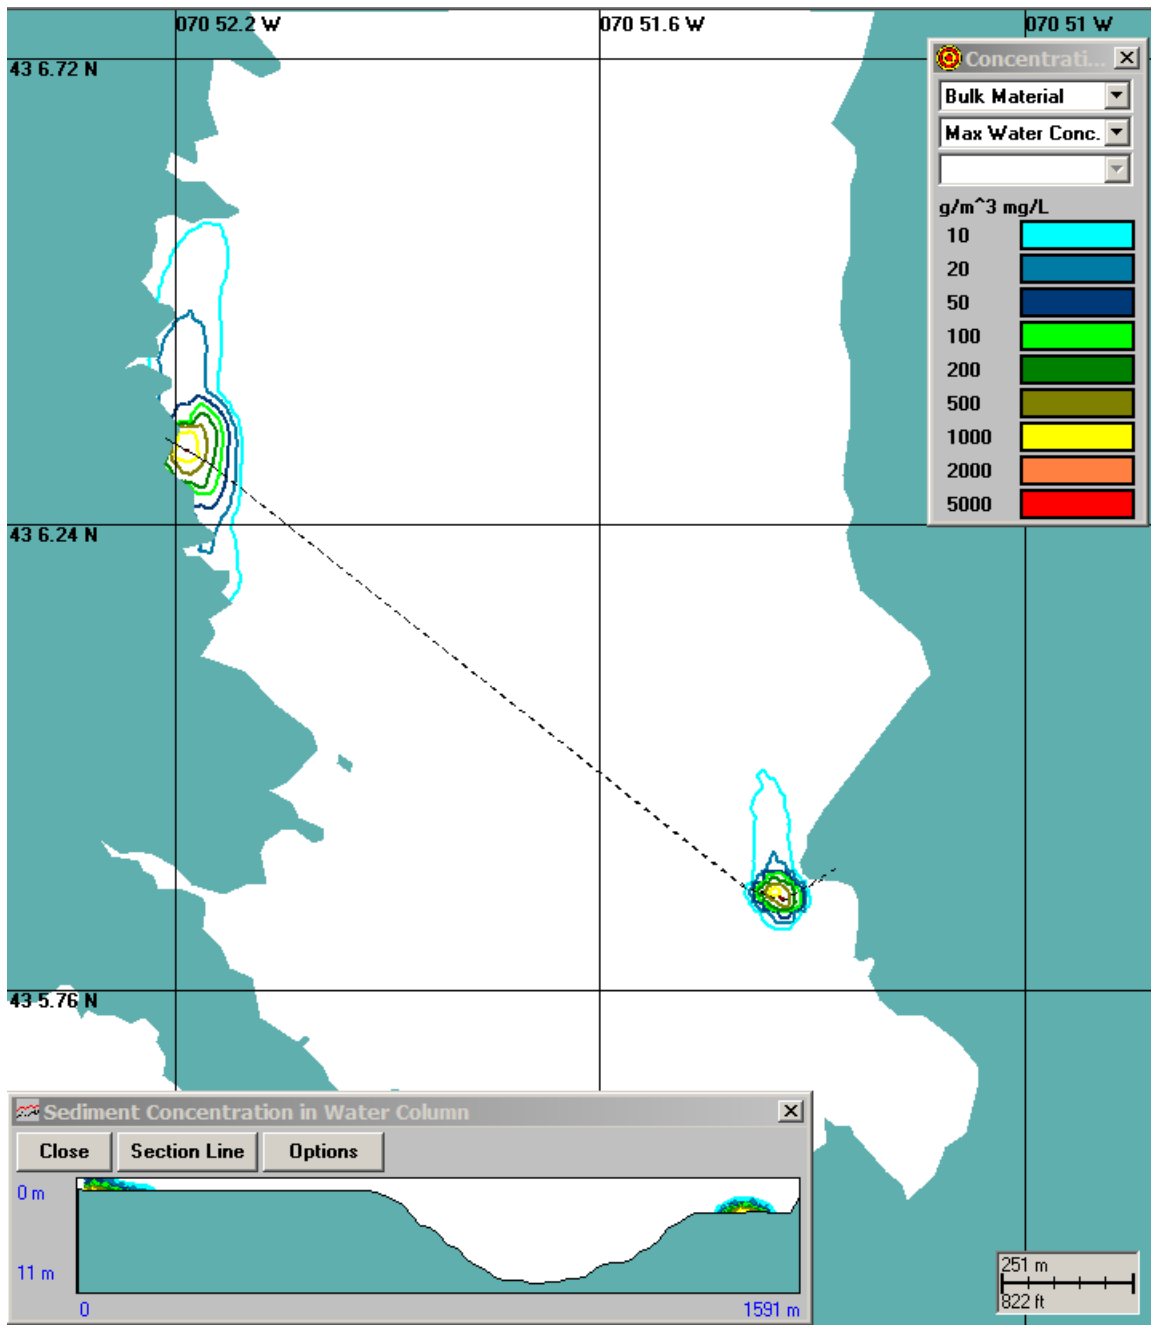 070 52.2 W
070 51.6 W
070 51 W
43 6.72 N
43 6.24 N
43 5.76 N
Concentrati...
Bulk Material
Max Water Conc.
g/m^3 mg/L
10
20
50
100
200
500
1000
2000
5000
Sediment Concentration in Water Column
Close
Section Line
Options
0 m
11 m
0
1591 m
251 m
822 ft